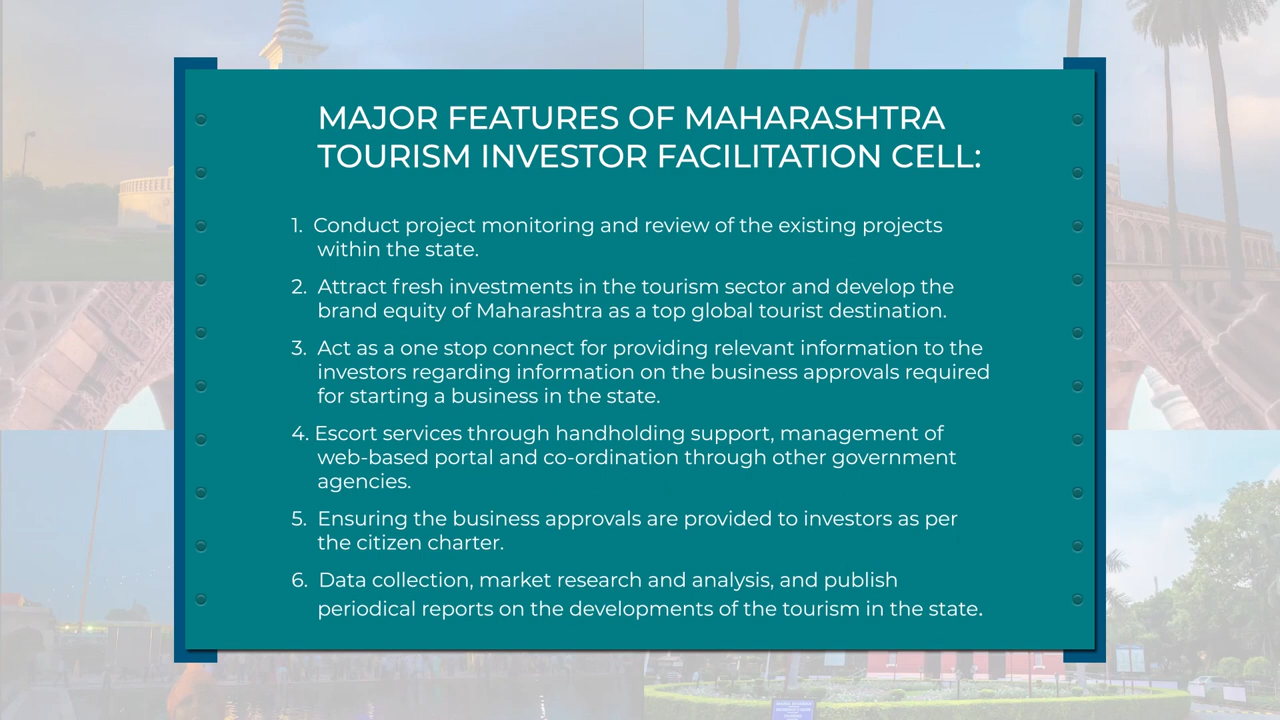 MAJOR FEATURES OF MAHARASHTRA
TOURISM INVESTOR FACILITATION CELL:
1. Conduct project monitoring and review of the existing projects
within the state.
2. Attract fresh investments in the tourism sector and develop the
brand equity of Maharashtra as a top global tourist destination.
3. Act as a one stop connect for providing relevant information to the
investors regarding information on the business approvals required
for starting a business in the state.
4. Escort services through handholding support, management of
web-based portal and co-ordination through other government
agencies.
5. Ensuring the business approvals are provided to investors as per
the citizen charter.
6. Data collection, market research and analysis, and publish
periodical reports on the developments of the tourism in the state.